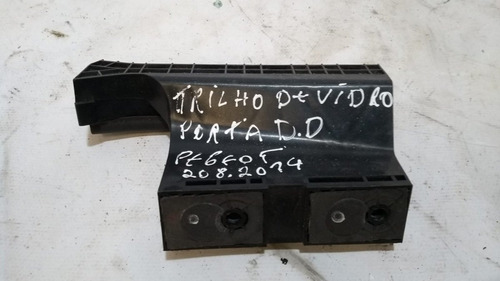 TRILHO DE VIDRO
PORTA D.D
PEGEOT
208.2014